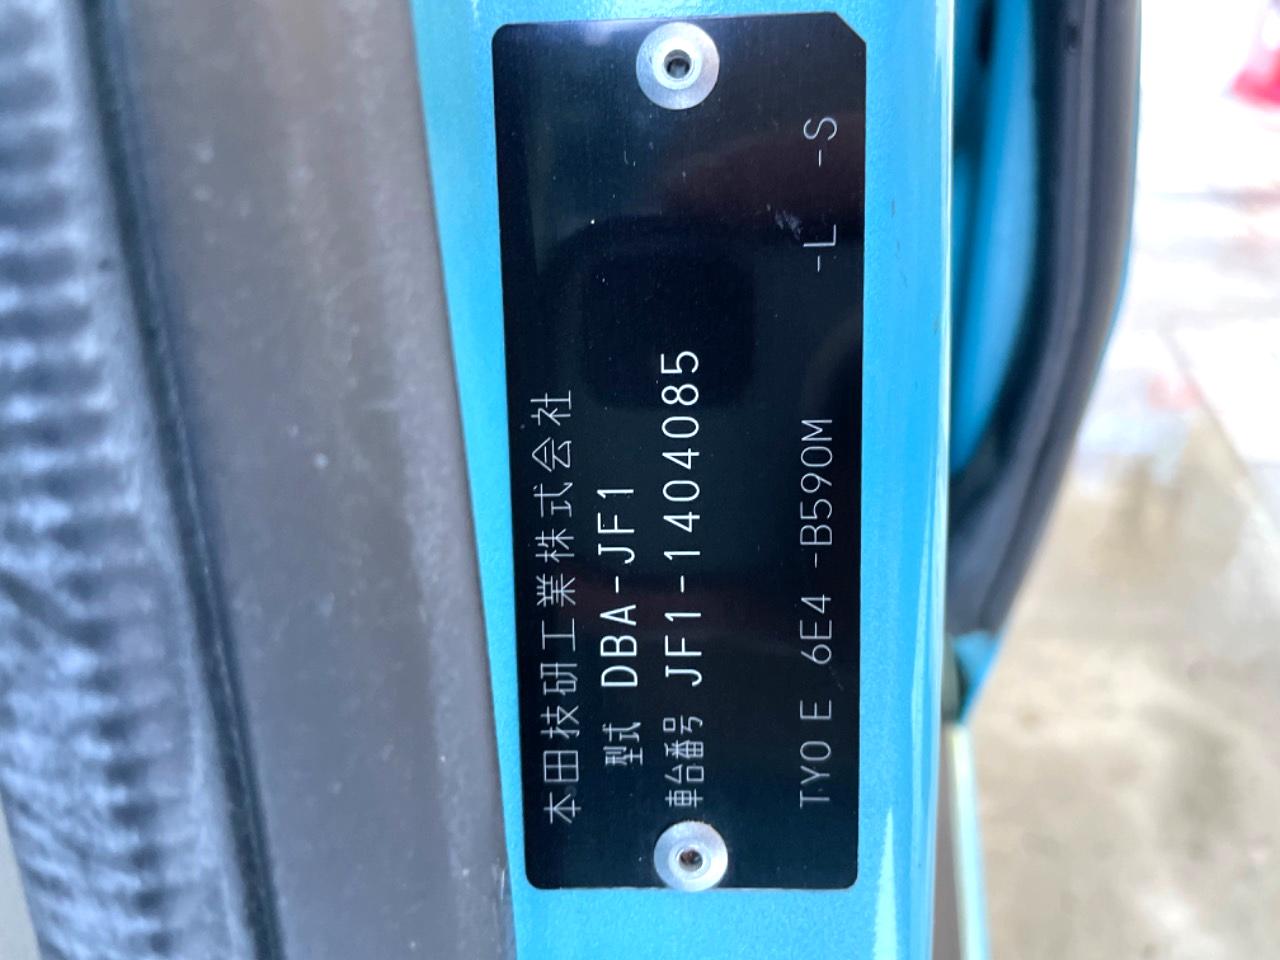 本田技研工業株式会社
型式 DBA-JF1
車台番号 JF1-1404085
TYO E 6E4 -B590M -L -S